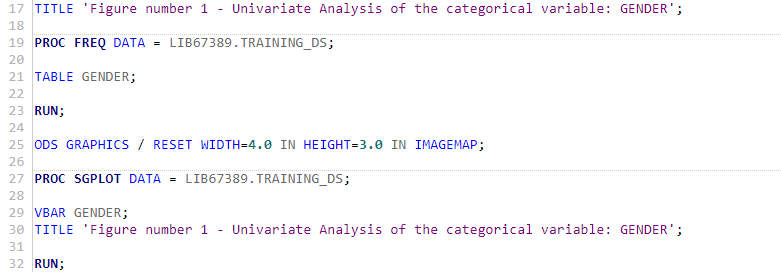 17 TITLE 'Figure number 1 - Univariate Analysis of the categorical variable: GENDER';
18
19 PROC FREQ DATA = LIB67389.TRAINING_DS;
20
21 TABLE GENDER;
22
23 RUN;
24
25 ODS GRAPHICS / RESET WIDTH=4.0 IN HEIGHT=3.0 IN IMAGEMAP;
26
27 PROC SGPLOT DATA = LIB67389.TRAINING_DS;
28
29 VBAR GENDER;
30 TITLE 'Figure number 1 - Univariate Analysis of the categorical variable: GENDER';
31
32 RUN;